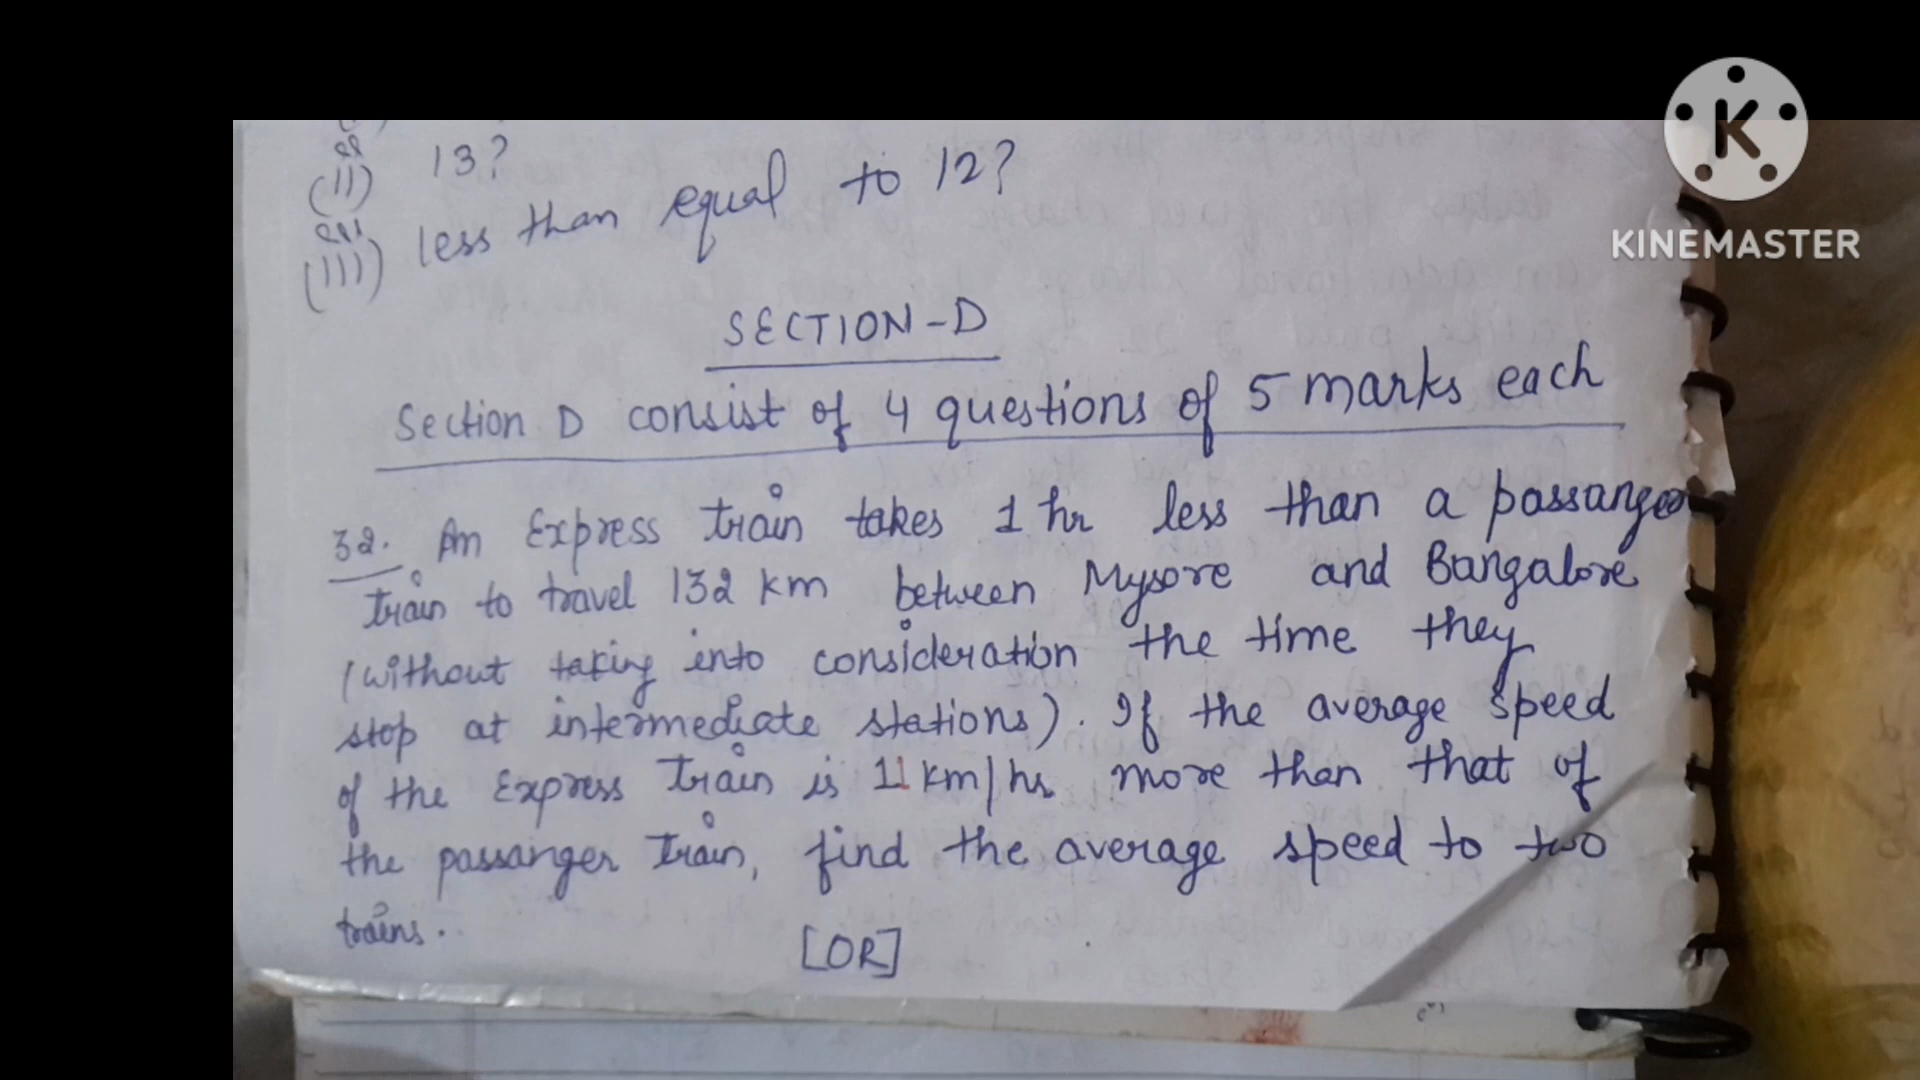 (ii) 13?
(iii) less than equal to 12?
SECTION-D
Section D consist of 4 questions of 5 marks each
32. An Express train takes 1 hr less than a passanger
train to travel 132 km between Mysore and Bangalore
(without taking into consideration the time they
stop at intermediate stations). If the average speed
of the Express train is 11 km/hr more than that of
the passanger train, find the average speed to two
trains.
[OR]
K
KINEMASTER